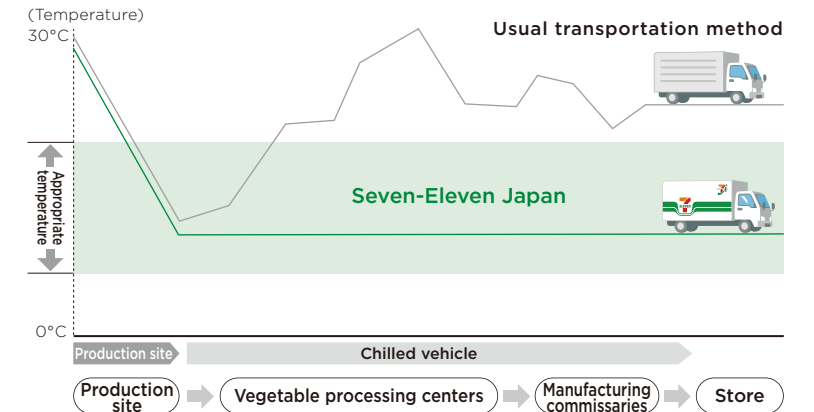 (Temperature)
30°C
Usual transportation method
Appropriate
temperature
Seven-Eleven Japan
0°C
Production site
Chilled vehicle
Production
site
Vegetable processing centers
Manufacturing
commissaries
Store